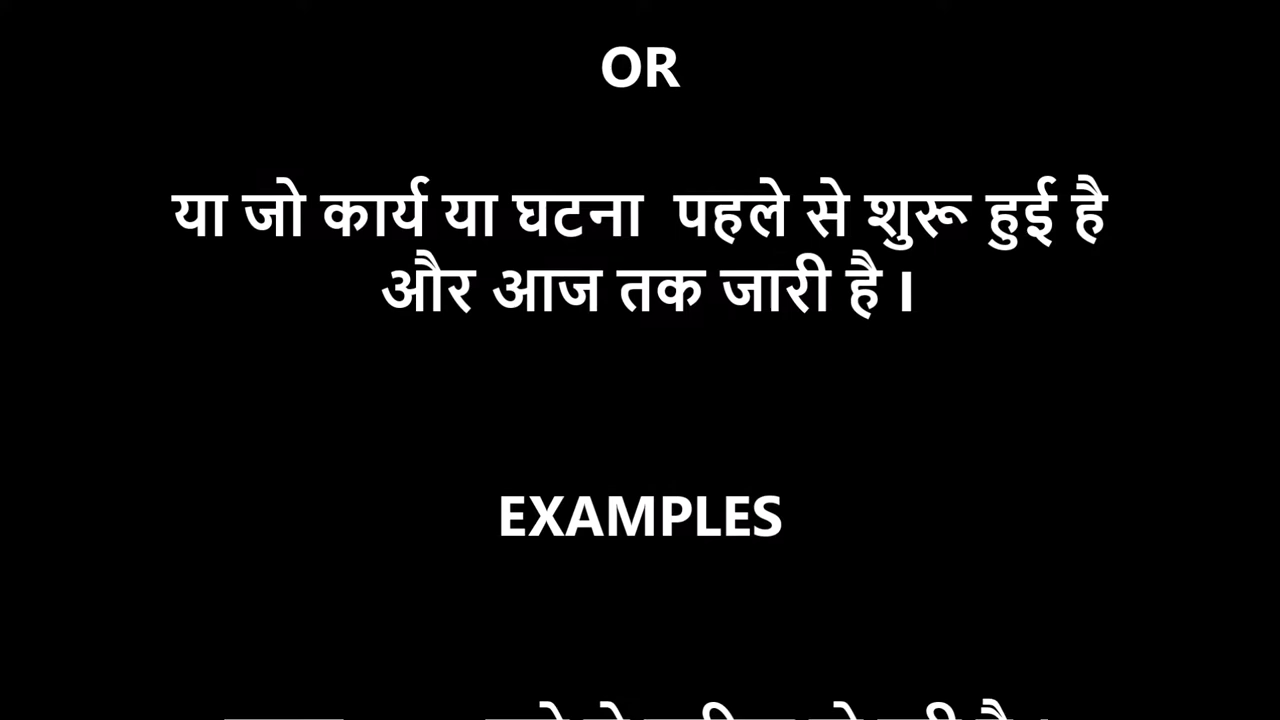 OR
या जो कार्य या घटना पहले से शुरू हुई है
और आज तक जारी है I
EXAMPLES